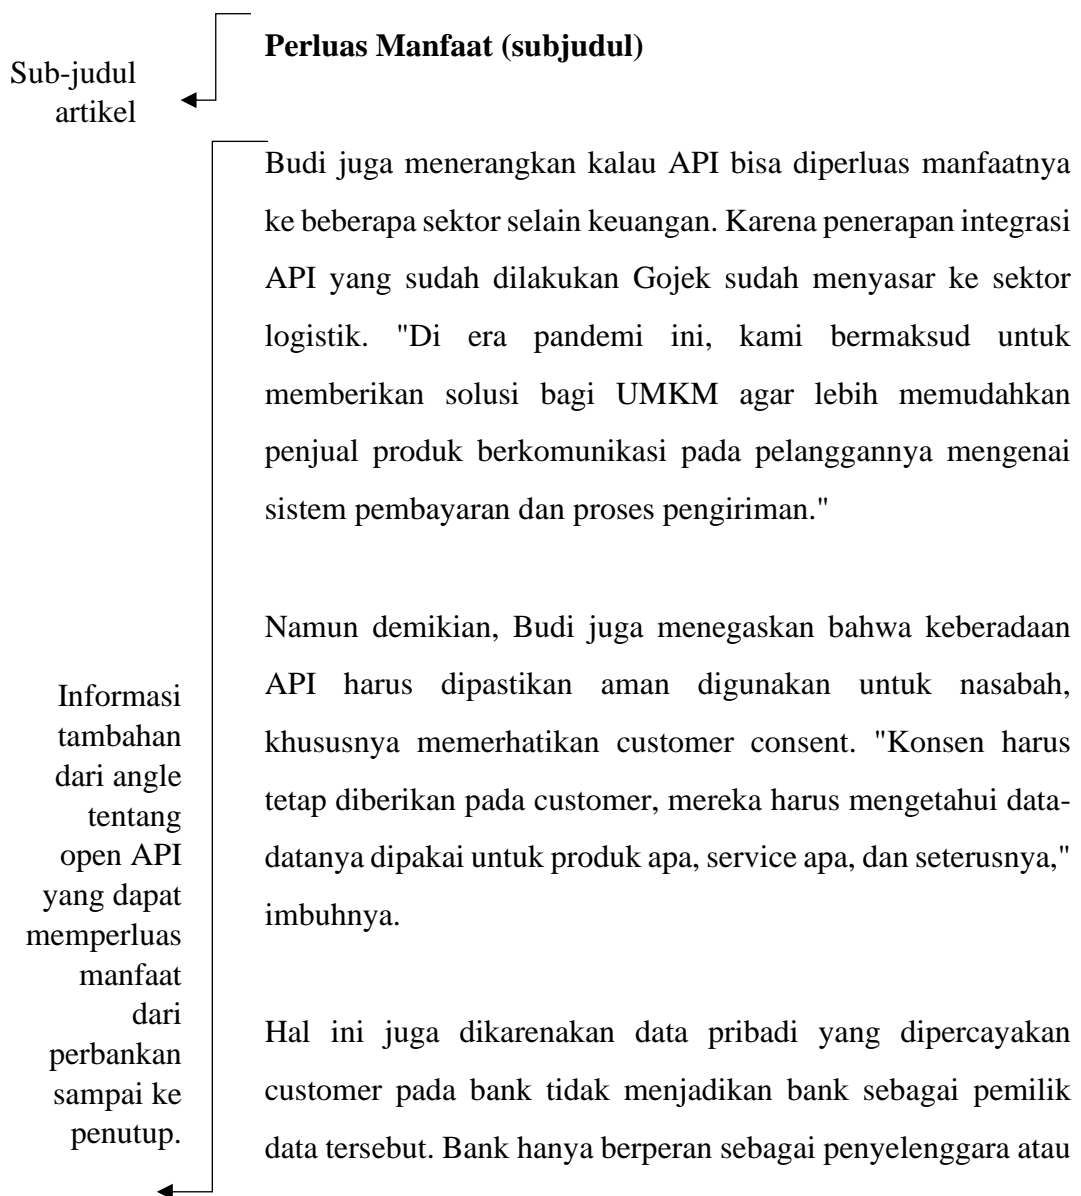 Sub-judul
artikel
Perluas Manfaat (subjudul)
Budi juga menerangkan kalau API bisa diperluas manfaatnya
ke beberapa sektor selain keuangan. Karena penerapan integrasi
API yang sudah dilakukan Gojek sudah menyasar ke sektor
logistik. "Di era pandemi ini, kami bermaksud untuk
memberikan solusi bagi UMKM agar lebih memudahkan
penjual produk berkomunikasi pada pelanggannya mengenai
sistem pembayaran dan proses pengiriman."
Namun demikian, Budi juga menegaskan bahwa keberadaan
API harus dipastikan aman digunakan untuk nasabah,
khususnya memerhatikan customer consent. "Konsen harus
tetap diberikan pada customer, mereka harus mengetahui data-
datanya dipakai untuk produk apa, service apa, dan seterusnya,"
imbuhnya.
Hal ini juga dikarenakan data pribadi yang dipercayakan
customer pada bank tidak menjadikan bank sebagai pemilik
data tersebut. Bank hanya berperan sebagai penyelenggara atau
Informasi
tambahan
dari angle
tentang
open API
yang dapat
memperluas
manfaat
dari
perbankan
sampai ke
penutup.